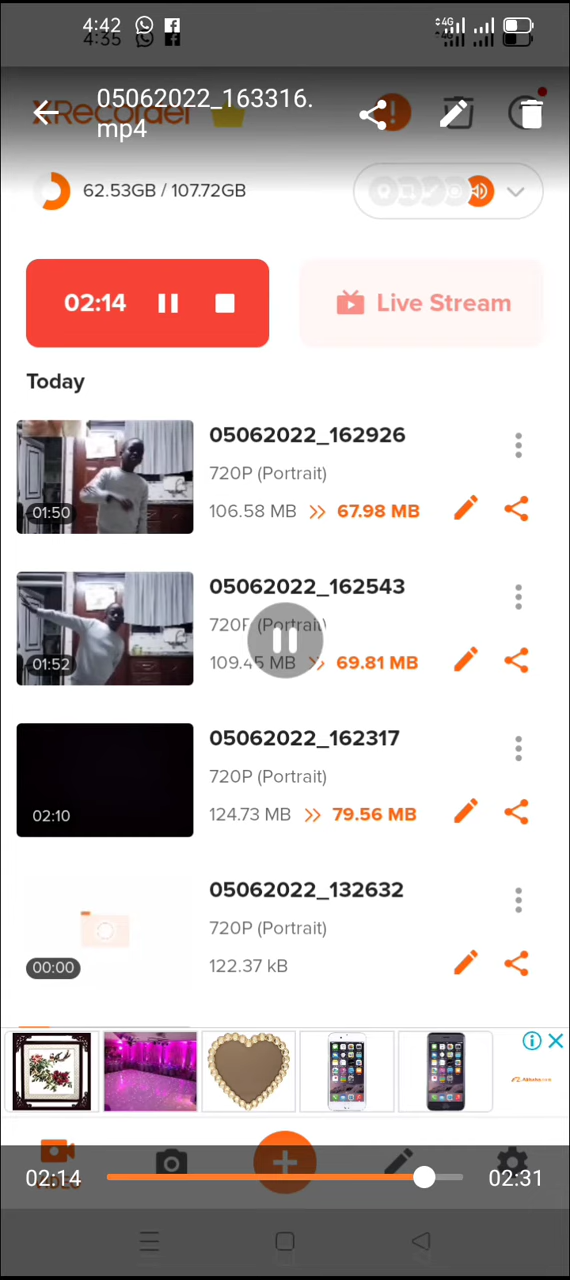 4:42
4:35
4G
4G
05062022_163316.
mp4
XRecorder
62.53GB / 107.72GB
02:14
Live Stream
Today
05062022_162926
720P (Portrait)
01:50
106.58 MB >> 67.98 MB
05062022_162543
720P (Portrait)
01:52
109.45 MB >> 69.81 MB
05062022_162317
720P (Portrait)
02:10
124.73 MB >> 79.56 MB
05062022_132632
720P (Portrait)
00:00
122.37 kB
02:14
02:31